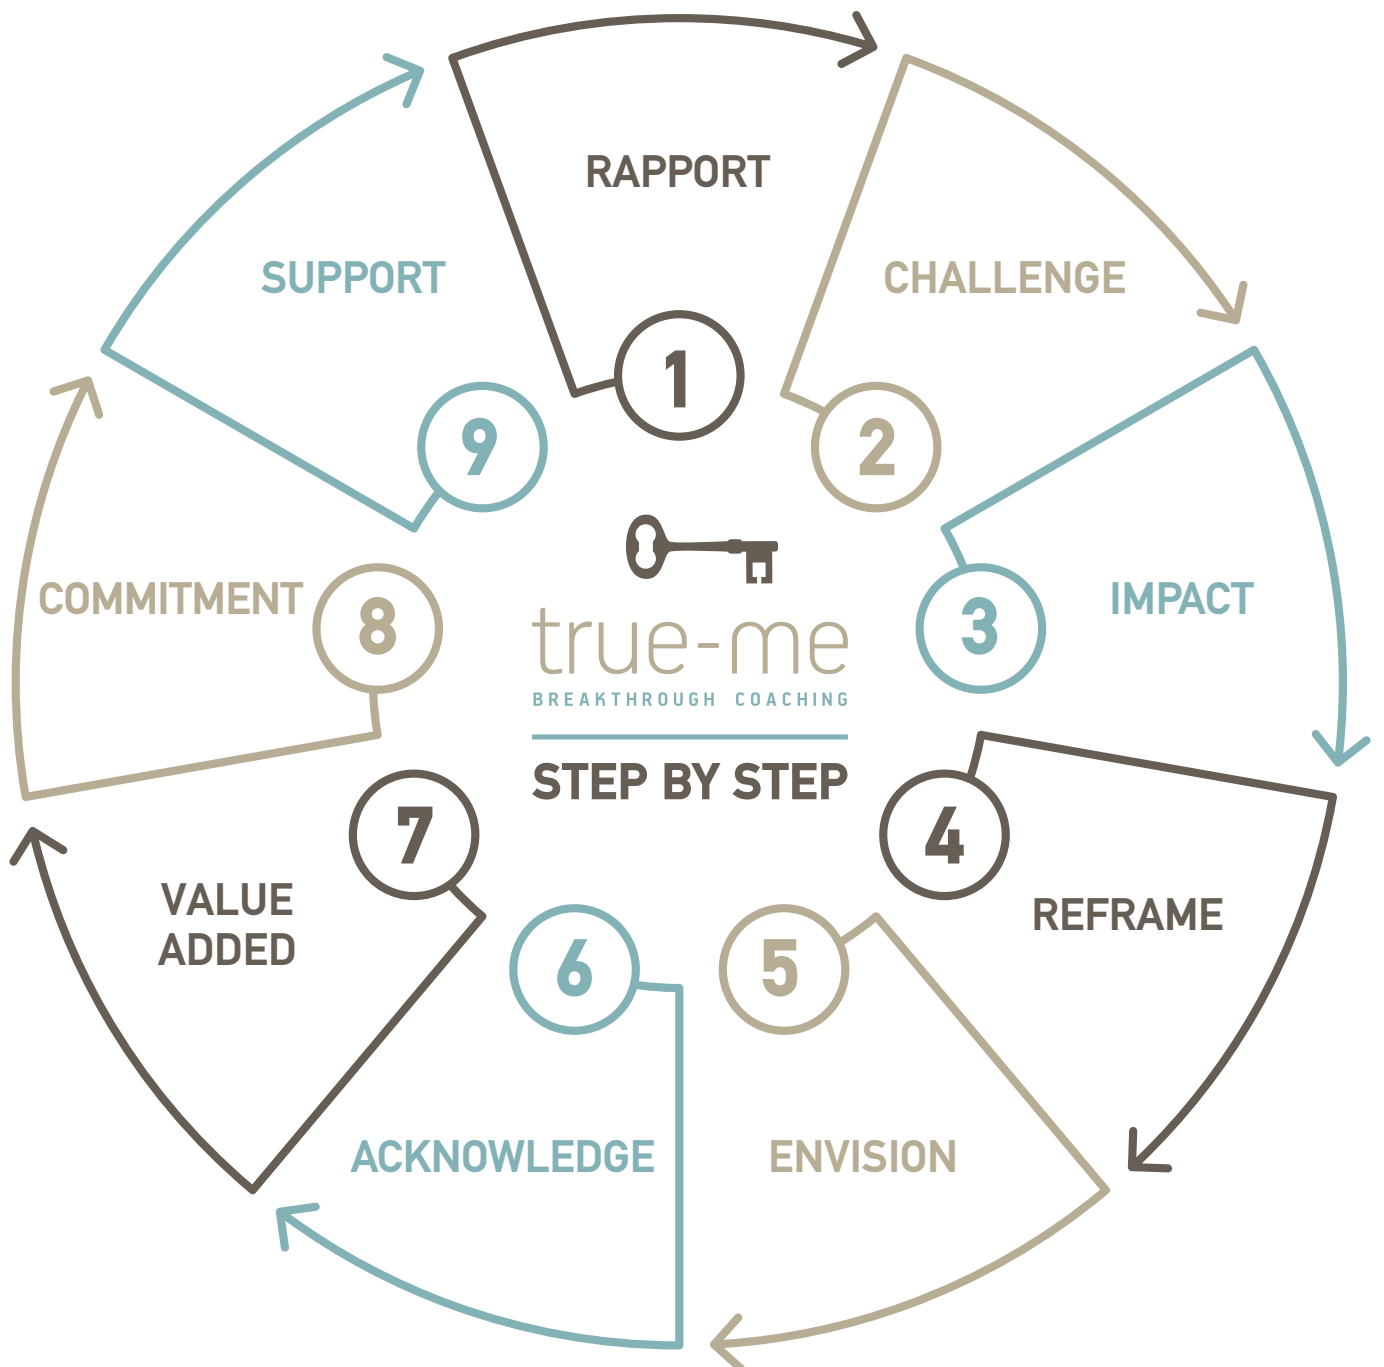 RAPPORT
1
CHALLENGE
2
IMPACT
3
REFRAME
4
ENVISION
5
ACKNOWLEDGE
6
VALUE
ADDED
7
COMMITMENT
8
SUPPORT
9
true-me
BREAKTHROUGH COACHING
STEP BY STEP